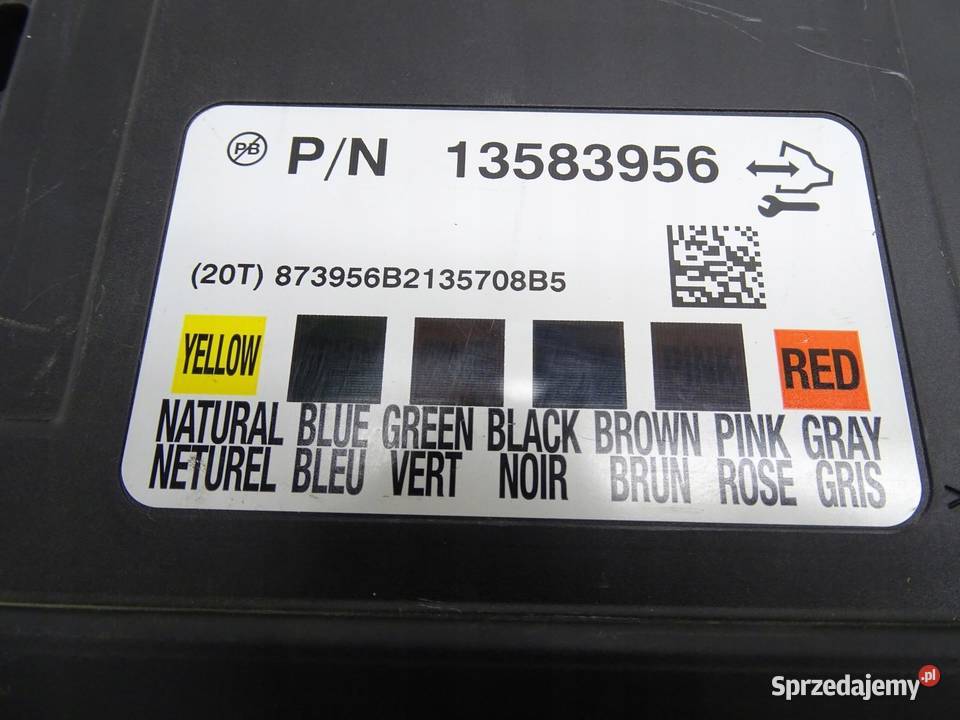 PB P/N 13583956
(20T) 873956B2135708B5
YELLOW PINK RED
NATURAL BLUE GREEN BLACK BROWN PINK GRAY
NETUREL BLEU VERT NOIR BRUN ROSE GRIS
Sprzedajemy.pl